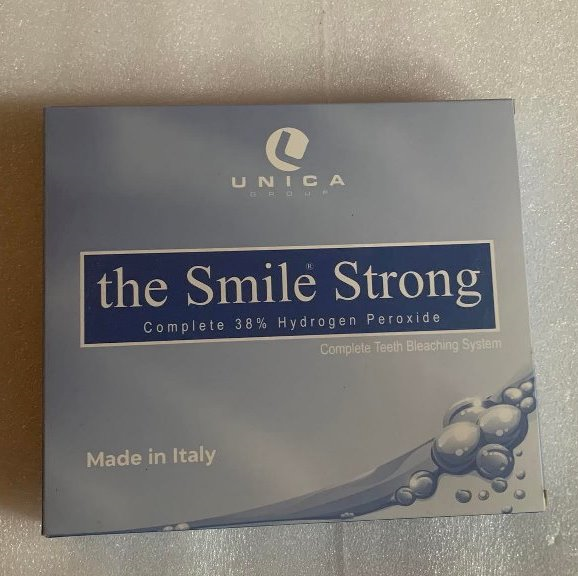 UNICA
GROUP
the Smile® Strong
Complete 38% Hydrogen Peroxide
Complete Teeth Bleaching System
Made in Italy